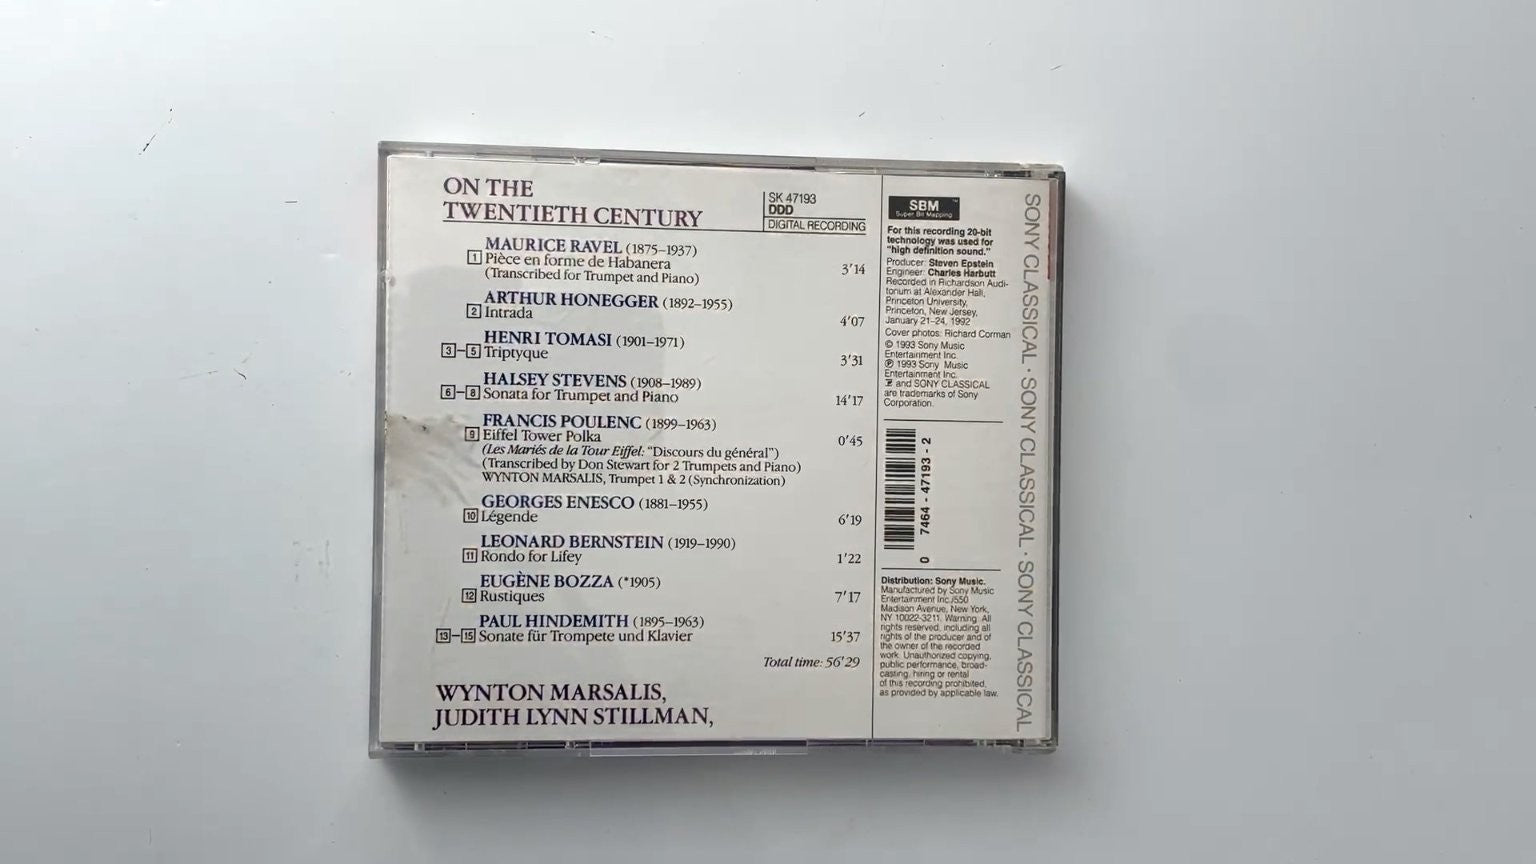 ON THE
TWENTIETH CENTURY
SK 47193
DDD
DIGITAL RECORDING
MAURICE RAVEL (1875–1937)
1 Pièce en forme de Habanera 3'14
(Transcribed for Trumpet and Piano)
ARTHUR HONEGGER (1892–1955)
2 Intrada 4'07
HENRI TOMASI (1901–1971)
3–5 Triptyque 3'31
HALSEY STEVENS (1908–1989)
6–8 Sonata for Trumpet and Piano 14'17
FRANCIS POULENC (1899–1963)
9 Eiffel Tower Polka 0'45
(Les Mariés de la Tour Eiffel: "Discours du général")
(Transcribed by Don Stewart for 2 Trumpets and Piano)
WYNTON MARSALIS, Trumpet 1 & 2 (Synchronization)
GEORGES ENESCO (1881–1955)
10 Légende 6'19
LEONARD BERNSTEIN (1919–1990)
11 Rondo for Lifey 1'22
EUGÈNE BOZZA (*1905)
12 Rustiques 7'17
PAUL HINDEMITH (1895–1963)
13–15 Sonate für Trompete und Klavier 15'37
Total time: 56'29
WYNTON MARSALIS,
JUDITH LYNN STILLMAN,
SBM™
Super Bit Mapping
For this recording 20-bit
technology was used for
"high definition sound."
Producer: Steven Epstein
Engineer: Charles Harbutt
Recorded in Richardson Audi-
torium at Alexander Hall,
Princeton University,
Princeton, New Jersey,
January 21–24, 1992
Cover photos: Richard Corman
© 1993 Sony Music
Entertainment Inc.
℗ 1993 Sony Music
Entertainment Inc.
and SONY CLASSICAL
are trademarks of Sony
Corporation.
0 7464 - 47193 - 2
Distribution: Sony Music.
Manufactured by Sony Music
Entertainment Inc./550
Madison Avenue, New York,
NY 10022-3211. Warning: All
rights reserved, including all
rights of the producer and of
the owner of the recorded
work. Unauthorized copying,
public performance, broad-
casting, hiring or rental
of this recording prohibited,
as provided by applicable law.
SONY CLASSICAL · SONY CLASSICAL · SONY CLASSICAL